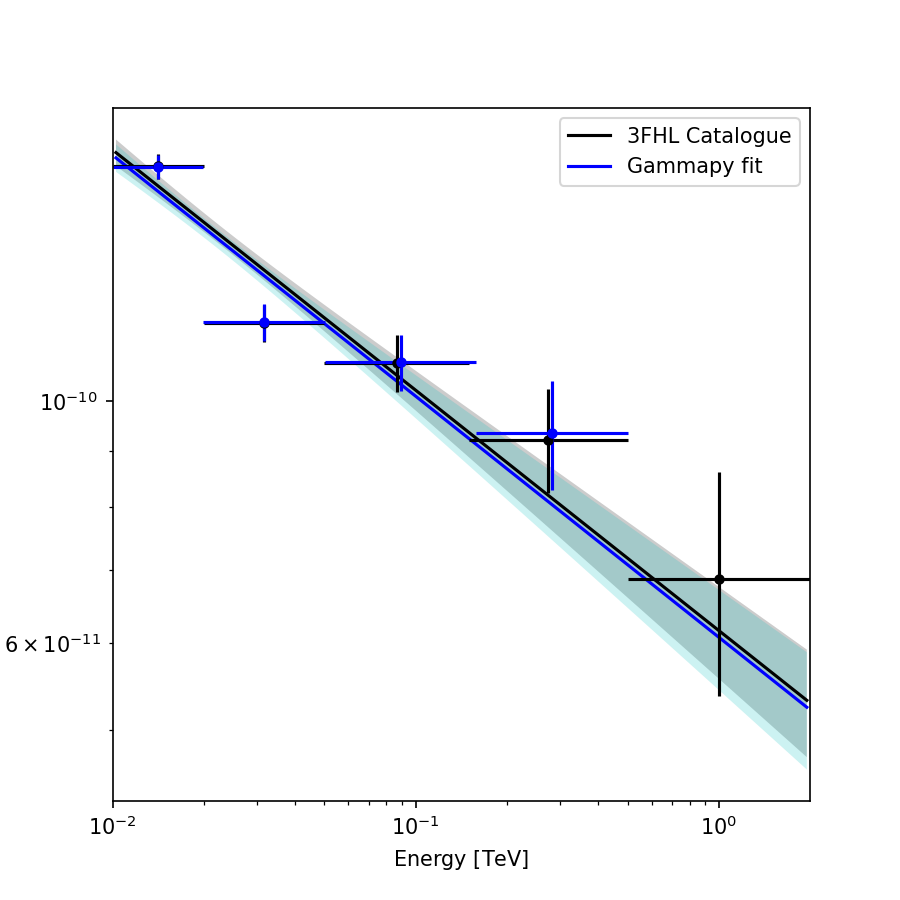 3FHL Catalogue
Gammapy fit
10⁻¹⁰
6 × 10⁻¹¹
10⁻²
10⁻¹
10⁰
Energy [TeV]